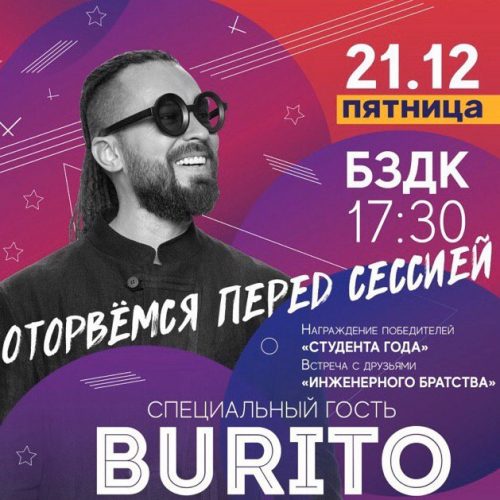 21.12
ПЯТНИЦА
БЗДК
17:30
ОТОРВЁМСЯ ПЕРЕD СЕССИЕЙ
НАГРАЖДЕНИЕ ПОБЕДИТЕЛЕЙ
«СТУДЕНТА ГОДА»
ВСТРЕЧА С ДРУЗЬЯМИ
«ИНЖЕНЕРНОГО БРАТСТВА»
СПЕЦИАЛЬНЫЙ ГОСТЬ
BURITO